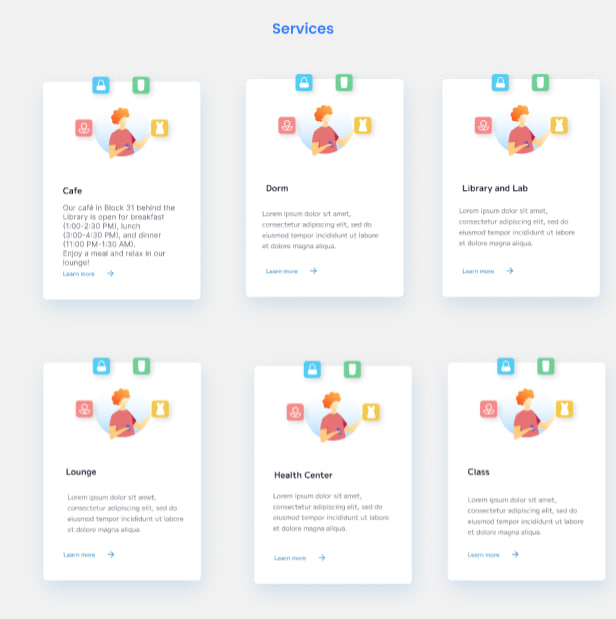 Services
Cafe
Our café in Block 31 behind the
Library is open for breakfast
(1:00-2:30 PM), lunch
(3:00-4:30 PM), and dinner
(11:00 PM-1:30 AM).
Enjoy a meal and relax in our
lounge!
Learn more
Dorm
Lorem ipsum dolor sit amet,
consectetur adipiscing elit, sed do
eiusmod tempor incididunt ut labore
et dolore magna aliqua.
Learn more
Library and Lab
Lorem ipsum dolor sit amet,
consectetur adipiscing elit, sed do
eiusmod tempor incididunt ut labore
et dolore magna aliqua.
Learn more
Lounge
Lorem ipsum dolor sit amet,
consectetur adipiscing elit, sed do
eiusmod tempor incididunt ut labore
et dolore magna aliqua.
Learn more
Health Center
Lorem ipsum dolor sit amet,
consectetur adipiscing elit, sed do
eiusmod tempor incididunt ut labore
et dolore magna aliqua.
Learn more
Class
Lorem ipsum dolor sit amet,
consectetur adipiscing elit, sed do
eiusmod tempor incididunt ut labore
et dolore magna aliqua.
Learn more